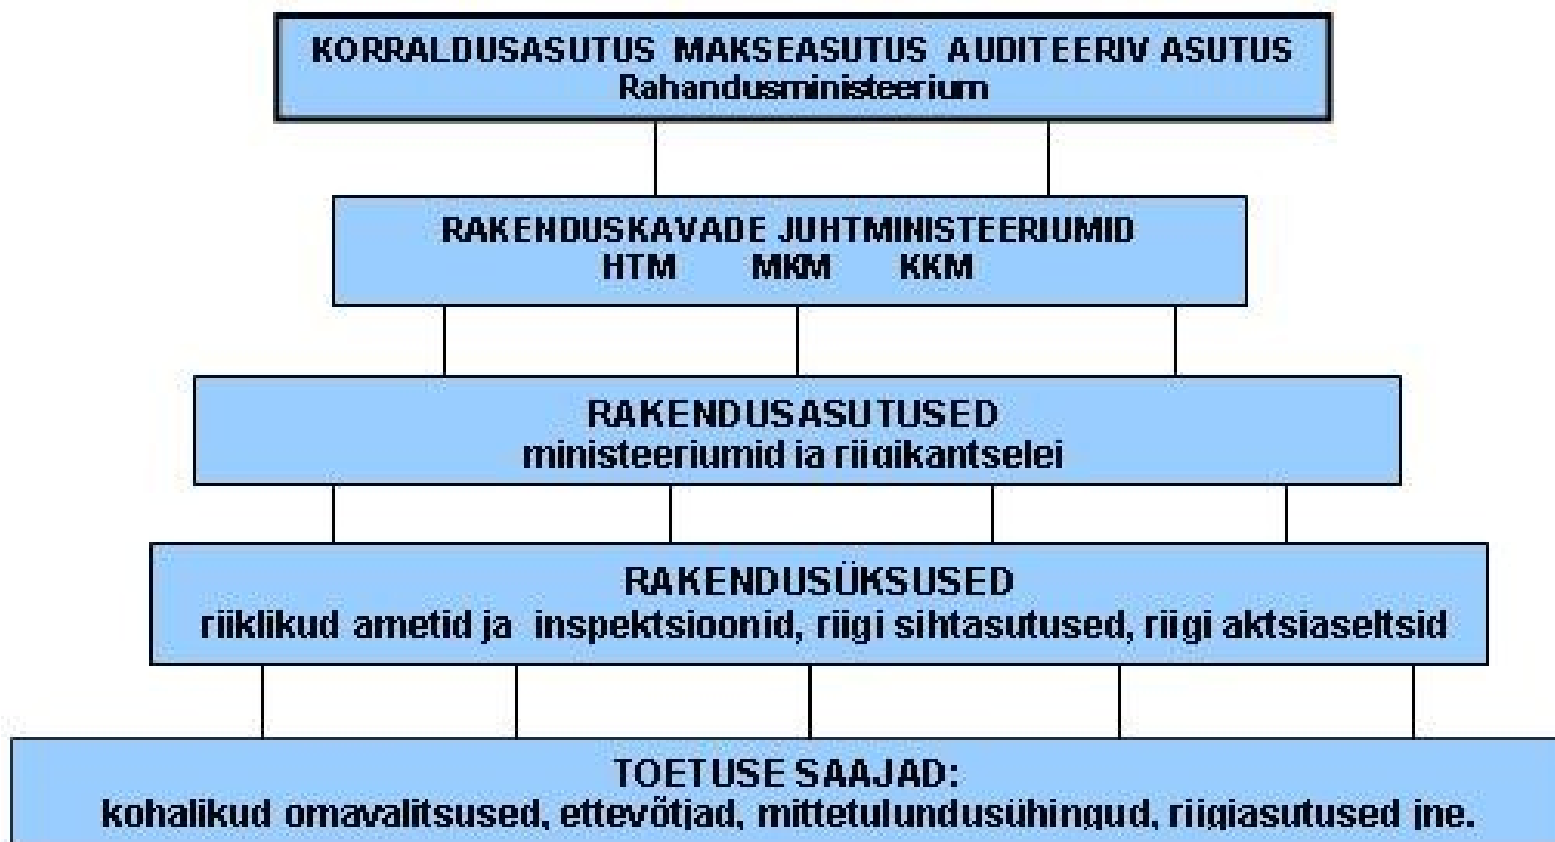 KORRALDUSASUTUS MAKSEASUTUS AUDITEERIV ASUTUS
Rahandusministeerium
RAKENDUSKAVADE JUHTMINISTEERIUMID
HTM MKM KKM
RAKENDUSASUTUSED
ministeeriumid ja riigikantselei
RAKENDUSÜKSUSED
riiklikud ametid ja inspektsioonid, riigi sihtasutused, riigi aktsiaseltsid
TOETUSE SAAJAD:
kohalikud omavalitsused, ettevõtjad, mittetulundusühingud, riigiasutused jne.